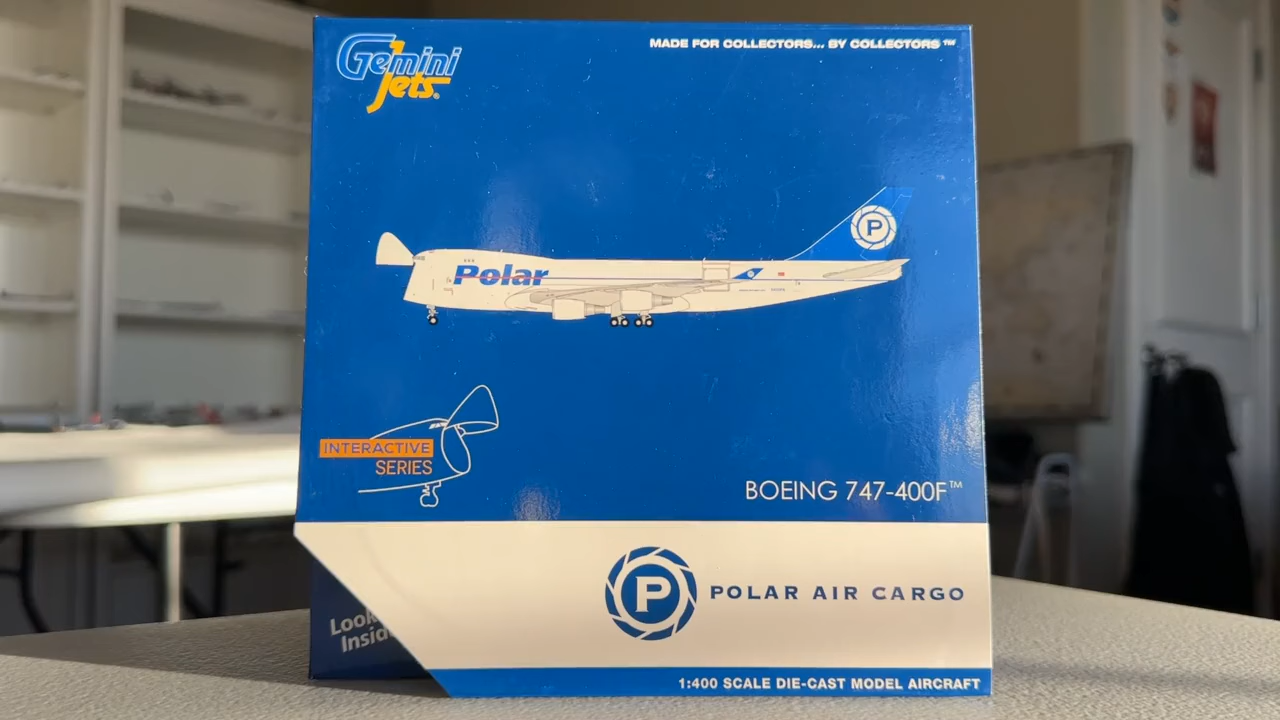 Gemini
Jets®
MADE FOR COLLECTORS... BY COLLECTORS™
P
Polar
INTERACTIVE
SERIES
BOEING 747-400F™
P
POLAR AIR CARGO
Look
Inside
1:400 SCALE DIE-CAST MODEL AIRCRAFT